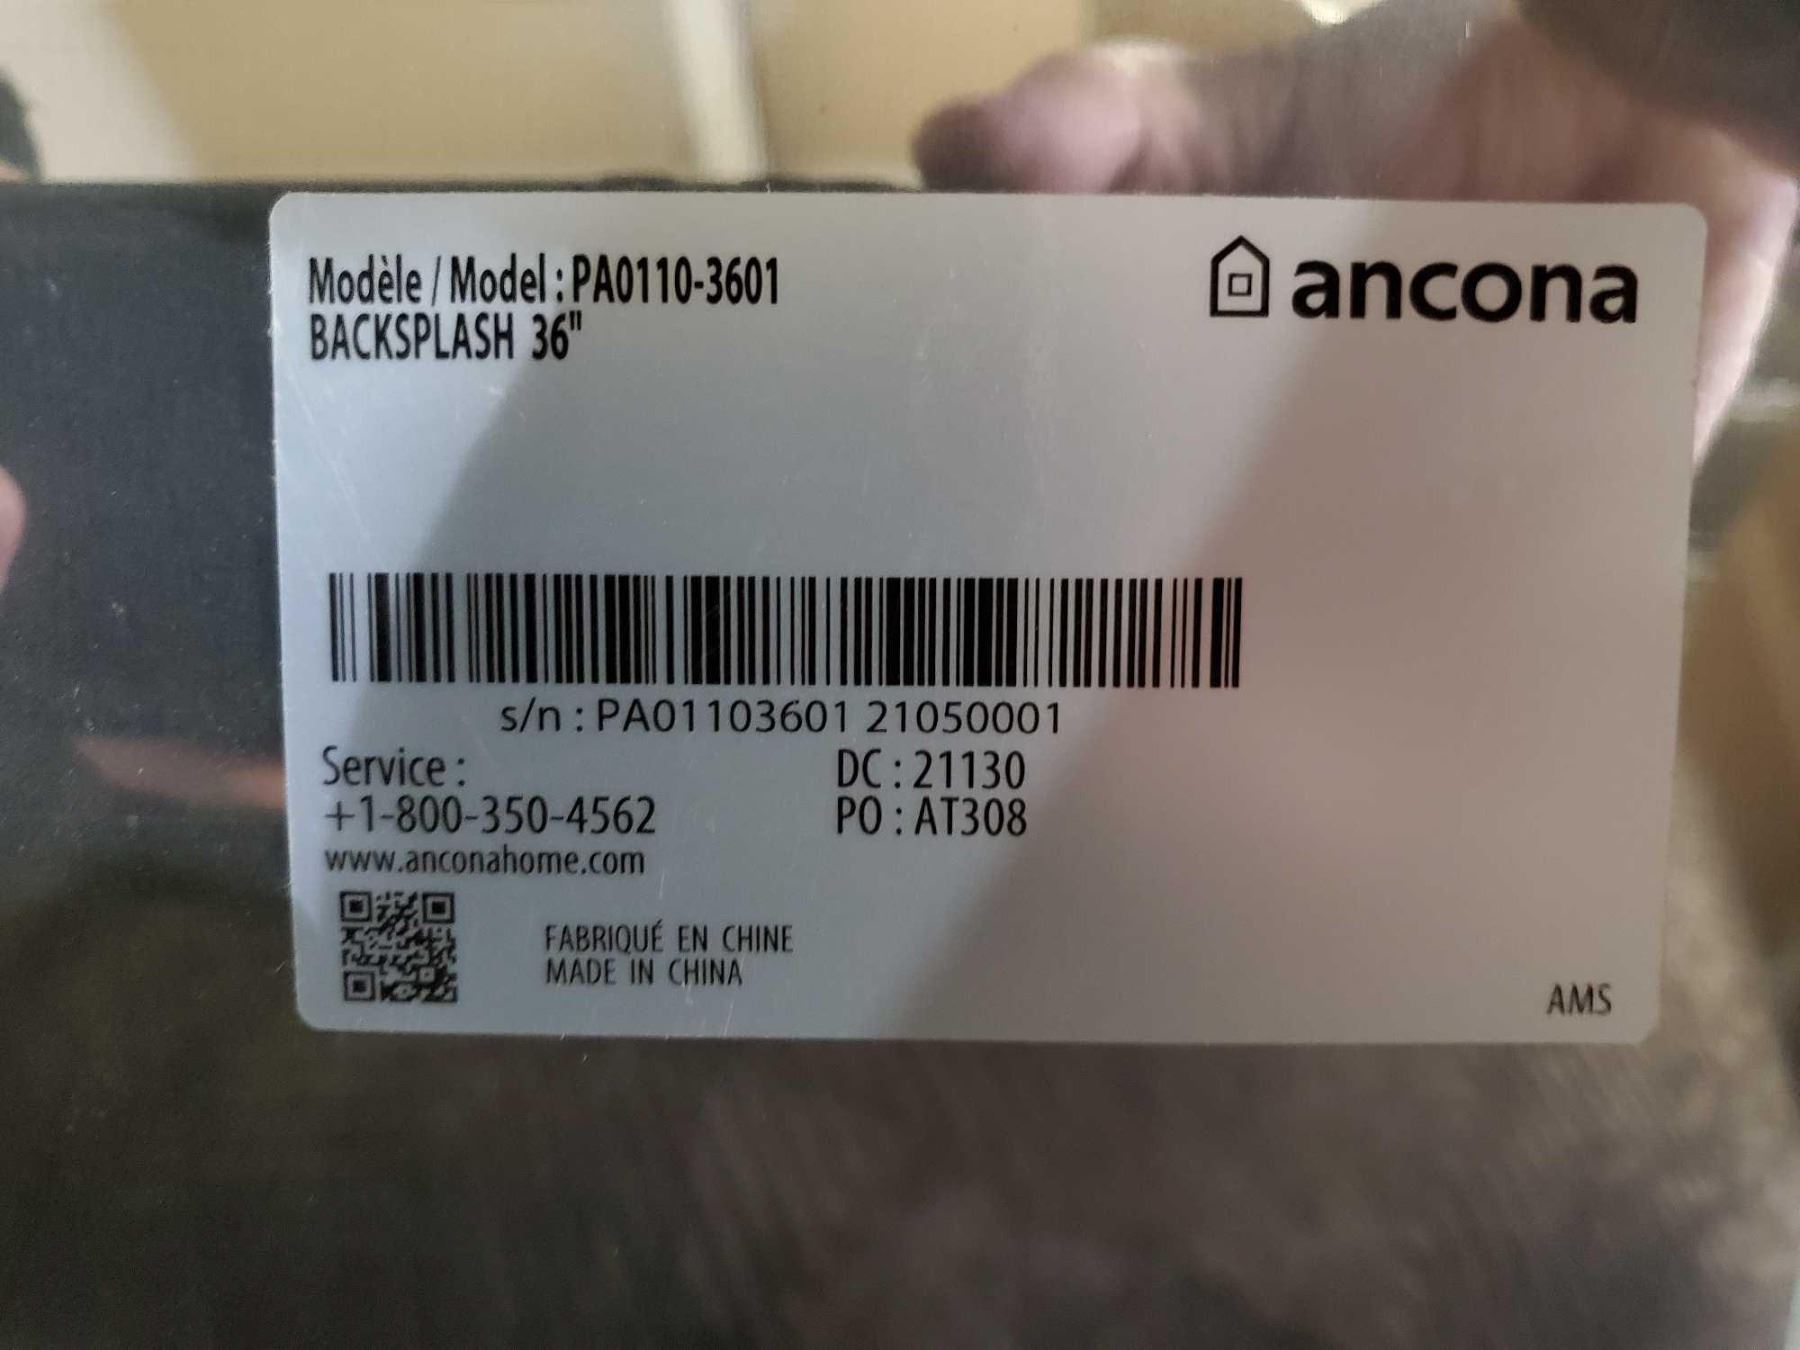 Modèle / Model : PA0110-3601
BACKSPLASH 36"
ancona
s/n : PA01103601 21050001
Service :
+1-800-350-4562
www.anconahome.com
DC : 21130
PO : AT308
FABRIQUÉ EN CHINE
MADE IN CHINA
AMS